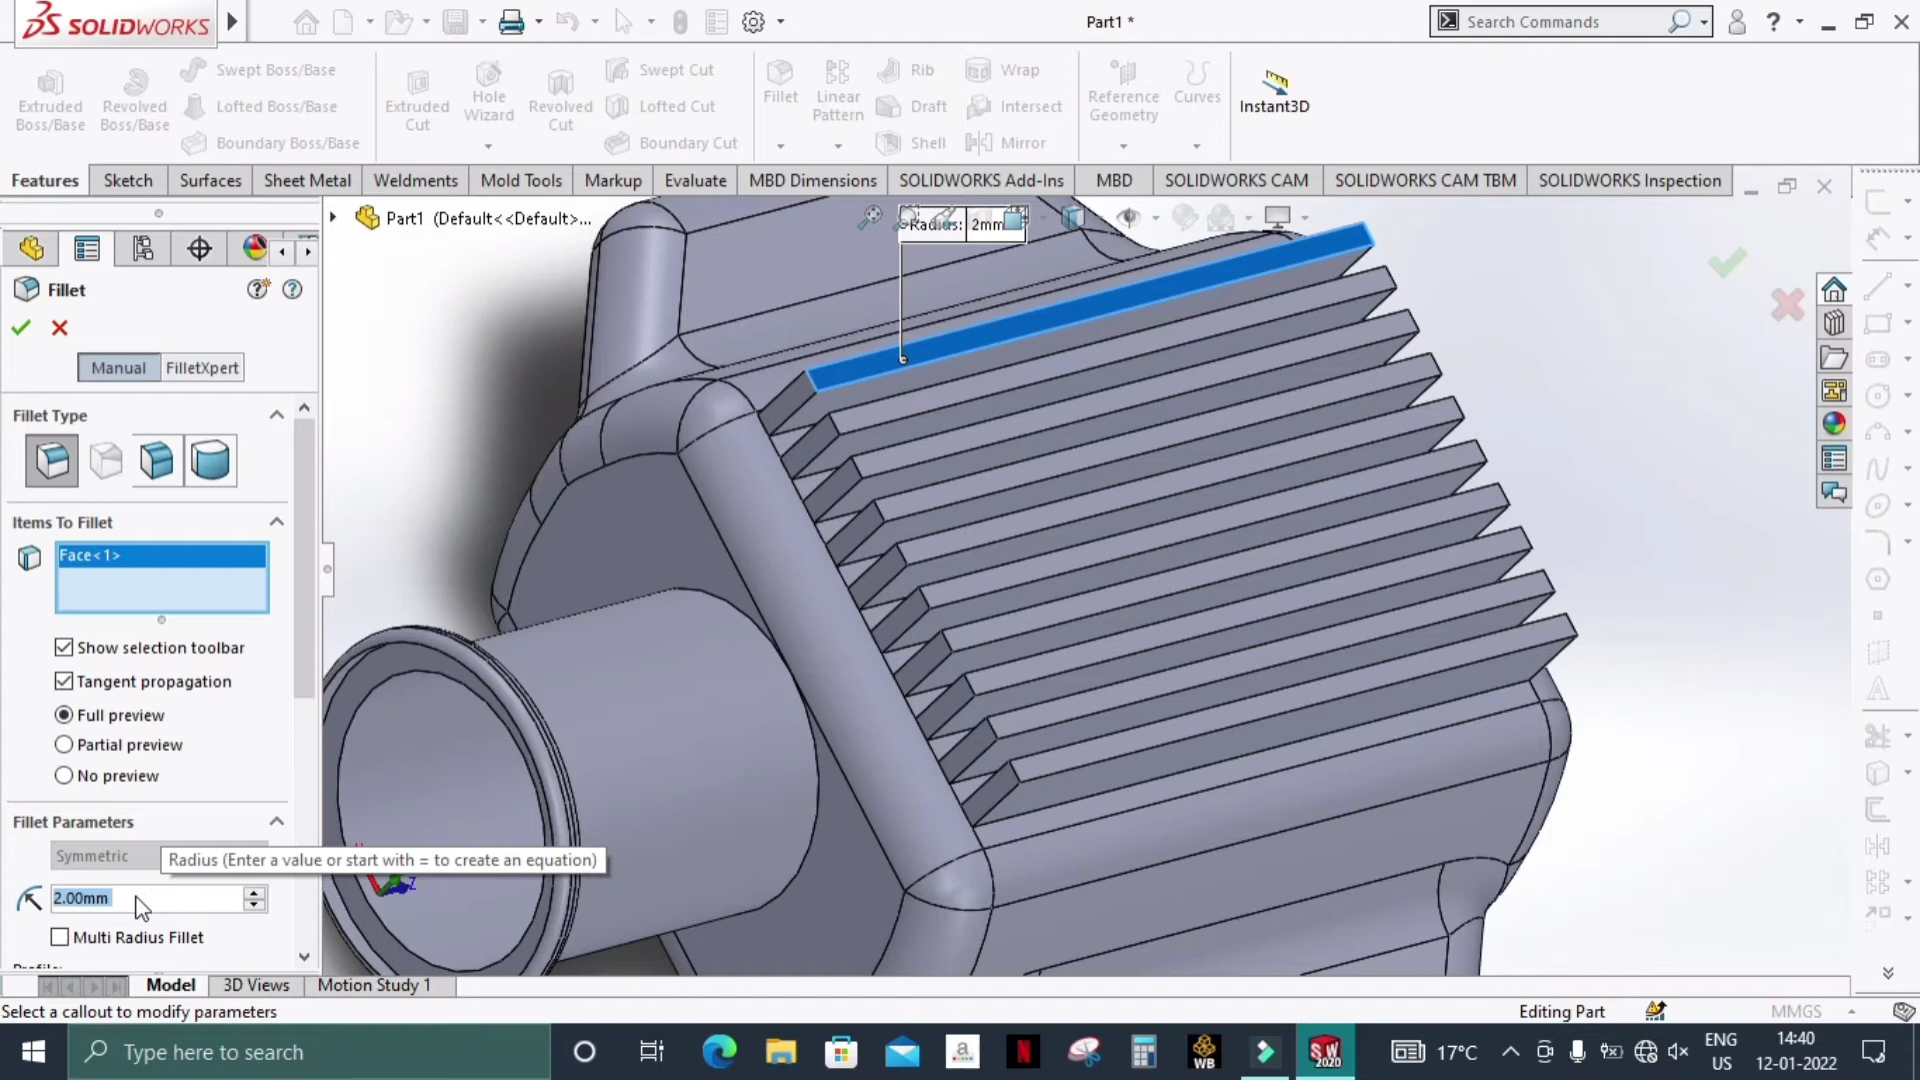 SOLIDWORKS
Part1 *
Search Commands
Extruded Boss/Base
Revolved Boss/Base
Swept Boss/Base
Lofted Boss/Base
Boundary Boss/Base
Extruded Cut
Hole Wizard
Revolved Cut
Swept Cut
Lofted Cut
Boundary Cut
Fillet
Linear Pattern
Rib
Draft
Shell
Wrap
Intersect
Mirror
Reference Geometry
Curves
Instant3D
Features
Sketch
Surfaces
Sheet Metal
Weldments
Mold Tools
Markup
Evaluate
MBD Dimensions
SOLIDWORKS Add-Ins
MBD
SOLIDWORKS CAM
SOLIDWORKS CAM TBM
SOLIDWORKS Inspection
Part1 (Default<<Default>...
Radius: 2mm
Fillet
Manual
FilletXpert
Fillet Type
Items To Fillet
Face<1>
Show selection toolbar
Tangent propagation
Full preview
Partial preview
No preview
Fillet Parameters
Symmetric
Radius (Enter a value or start with = to create an equation)
2.00mm
Multi Radius Fillet
Z
Model
3D Views
Motion Study 1
Select a callout to modify parameters
Editing Part
MMGS
Type here to search
a
N
WB
SW
2020
17°C
ENG
US
14:40
12-01-2022